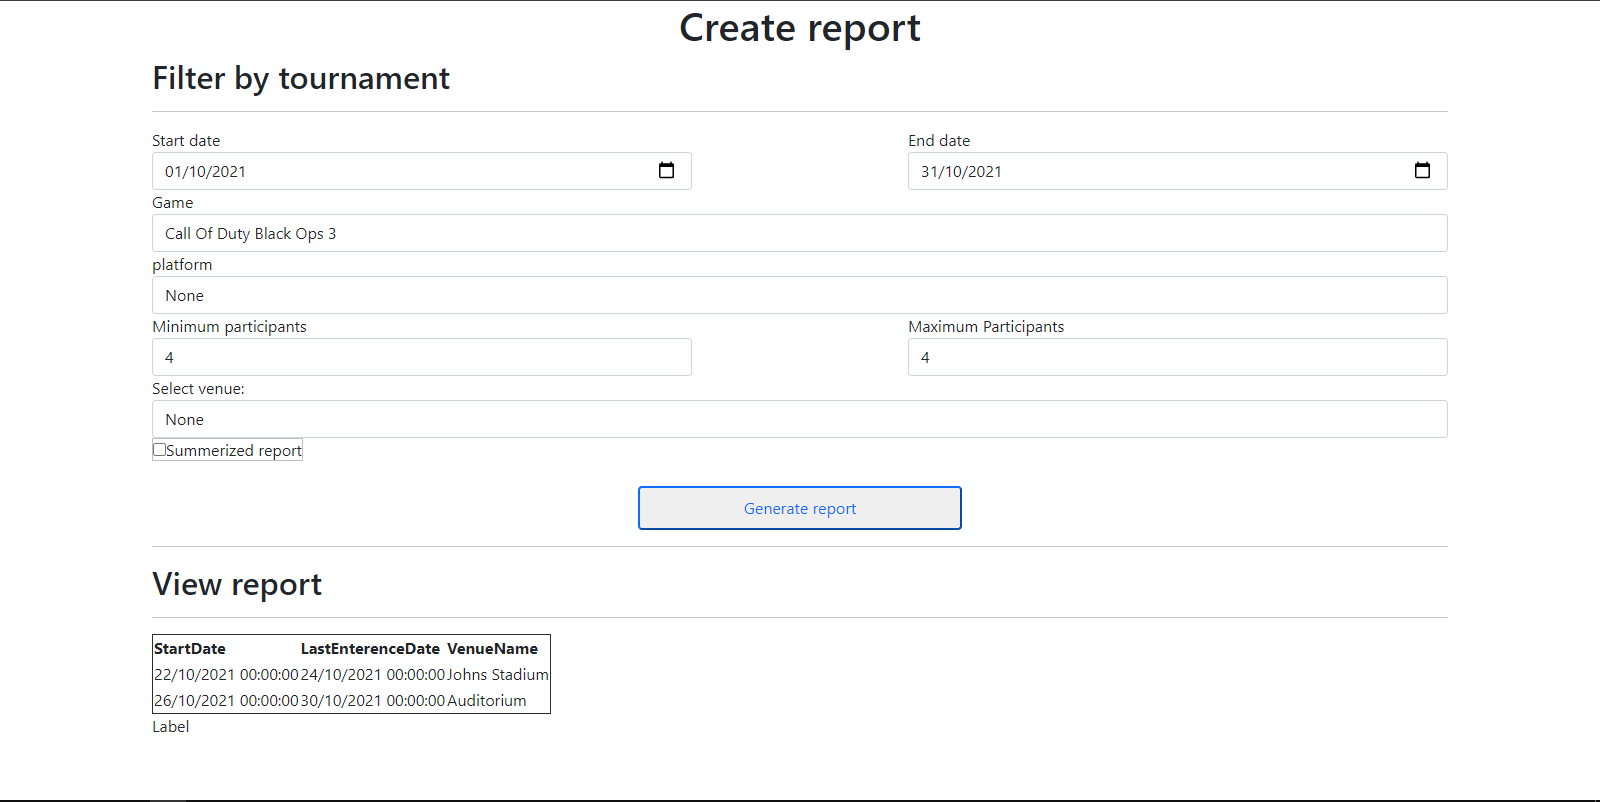 Create report
Filter by tournament
Start date End date
01/10/2021 31/10/2021
Game
Call Of Duty Black Ops 3
platform
None
Minimum participants Maximum Participants
4 4
Select venue:
None
Summerized report
Generate report
View report
StartDate LastEnterenceDate VenueName
22/10/2021 00:00:00 24/10/2021 00:00:00 Johns Stadium
26/10/2021 00:00:00 30/10/2021 00:00:00 Auditorium
Label